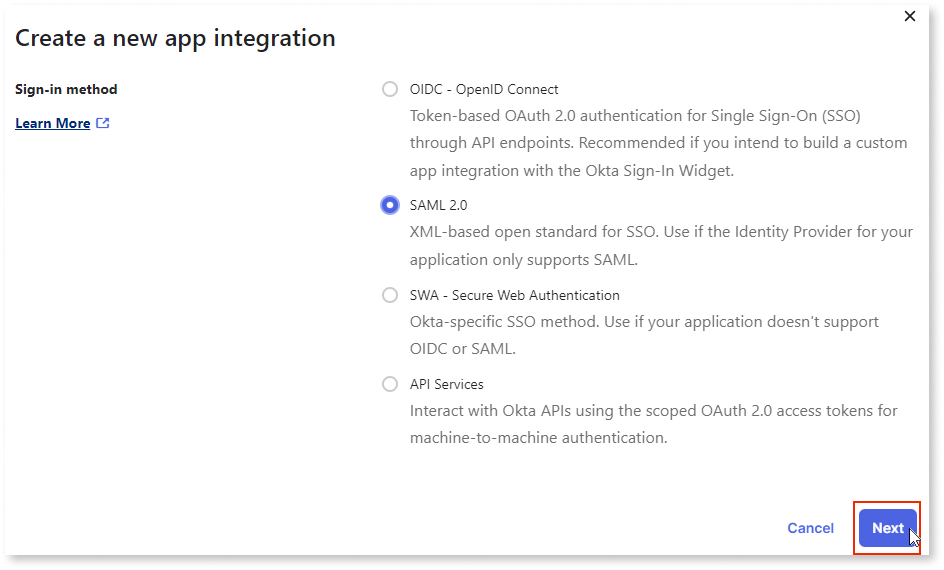 Create a new app integration
Sign-in method
Learn More
OIDC - OpenID Connect
Token-based OAuth 2.0 authentication for Single Sign-On (SSO)
through API endpoints. Recommended if you intend to build a custom
app integration with the Okta Sign-In Widget.
SAML 2.0
XML-based open standard for SSO. Use if the Identity Provider for your
application only supports SAML.
SWA - Secure Web Authentication
Okta-specific SSO method. Use if your application doesn't support
OIDC or SAML.
API Services
Interact with Okta APIs using the scoped OAuth 2.0 access tokens for
machine-to-machine authentication.
Cancel
Next